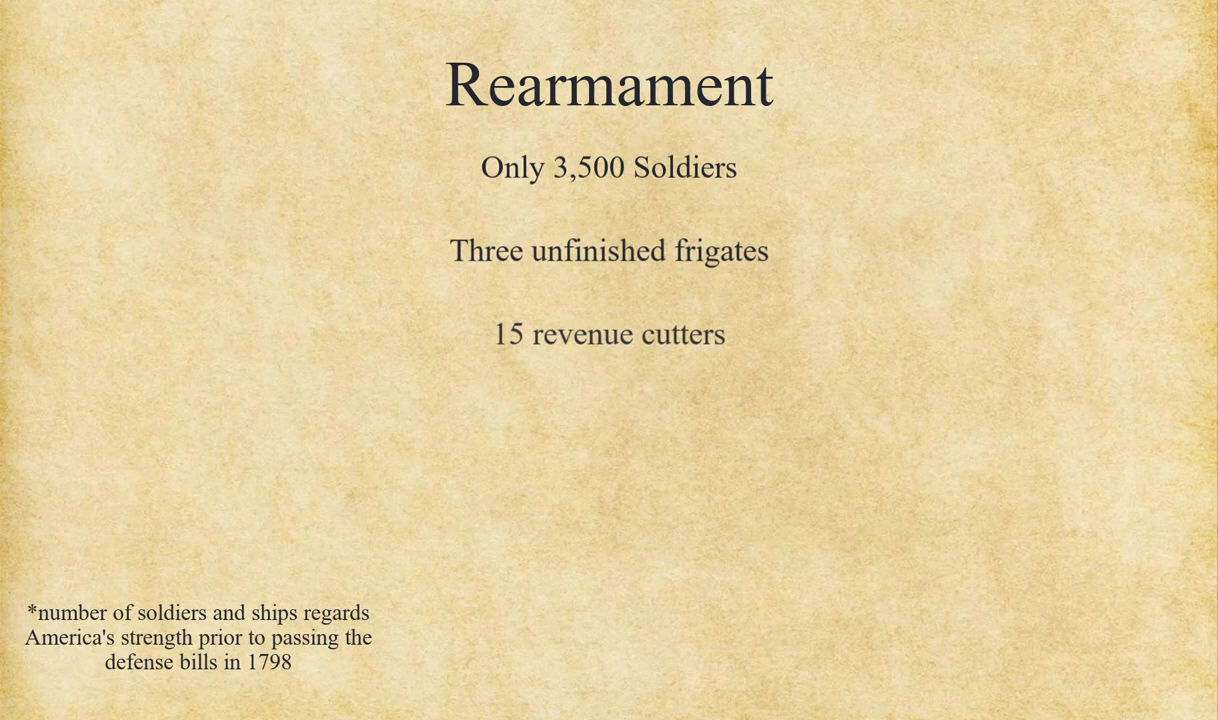 Rearmament
Only 3,500 Soldiers
Three unfinished frigates
15 revenue cutters
*number of soldiers and ships regards
America's strength prior to passing the
defense bills in 1798